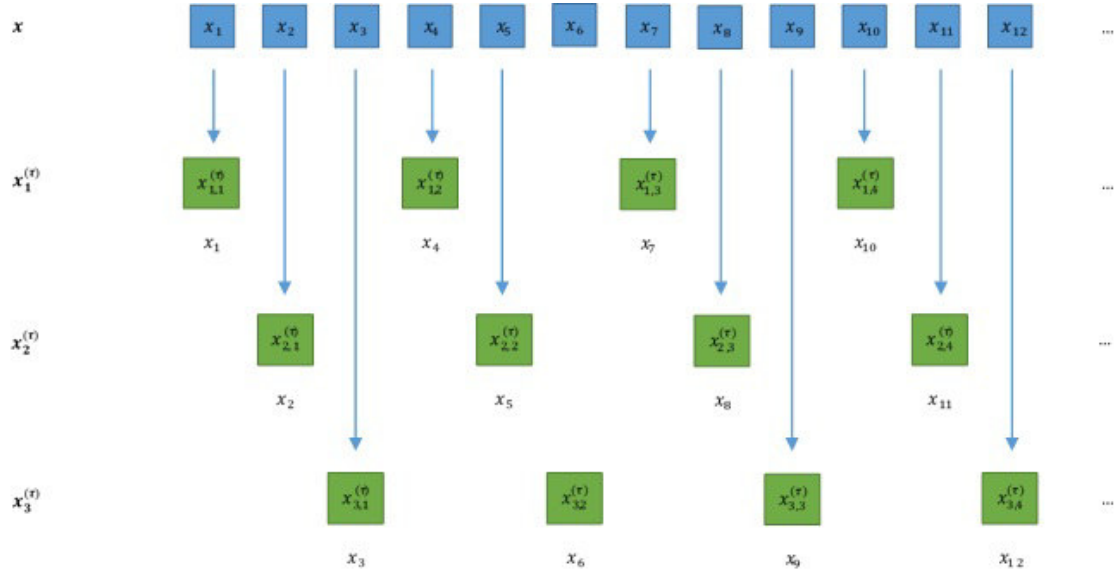 x x₁ x₂ x₃ x₄ x₅ x₆ x₇ x₈ x₉ x₁₀ x₁₁ x₁₂ ...
x₁⁽ᵗ⁾ x₁,₁⁽ᵗ⁾ x₁,₂⁽ᵗ⁾ x₁,₃⁽ᵗ⁾ x₁,₄⁽ᵗ⁾ ...
x₁ x₄ x₇ x₁₀
x₂⁽ᵗ⁾ x₂,₁⁽ᵗ⁾ x₂,₂⁽ᵗ⁾ x₂,₃⁽ᵗ⁾ x₂,₄⁽ᵗ⁾ ...
x₂ x₅ x₈ x₁₁
x₃⁽ᵗ⁾ x₃,₁⁽ᵗ⁾ x₃,₂⁽ᵗ⁾ x₃,₃⁽ᵗ⁾ x₃,₄⁽ᵗ⁾ ...
x₃ x₆ x₉ x₁₂